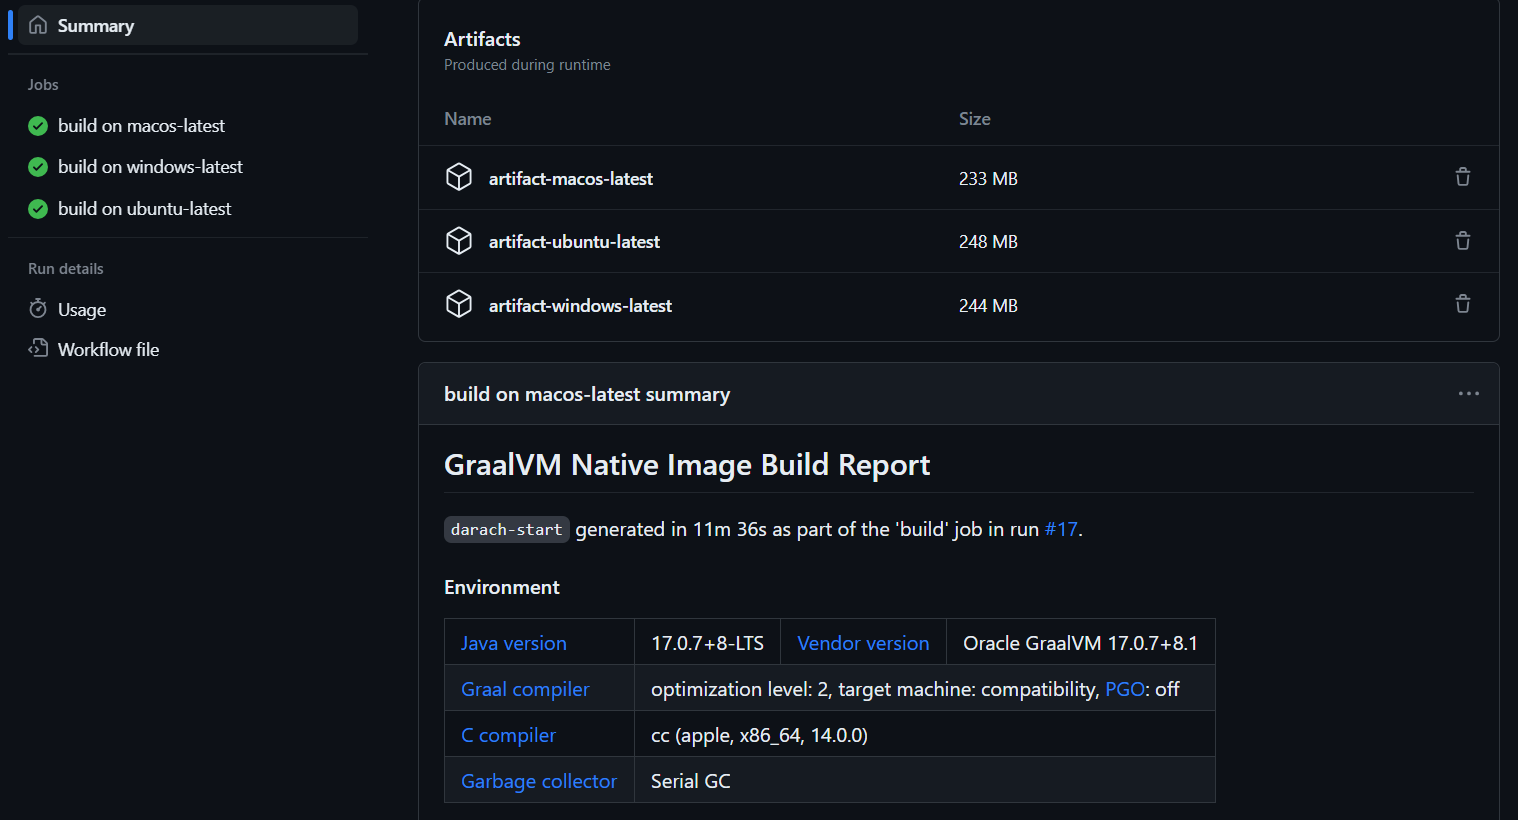 Summary
Jobs
build on macos-latest
build on windows-latest
build on ubuntu-latest
Run details
Usage
Workflow file
Artifacts
Produced during runtime
Name Size
artifact-macos-latest 233 MB
artifact-ubuntu-latest 248 MB
artifact-windows-latest 244 MB
build on macos-latest summary
GraalVM Native Image Build Report
darach-start generated in 11m 36s as part of the 'build' job in run #17.
Environment
Java version 17.0.7+8-LTS Vendor version Oracle GraalVM 17.0.7+8.1
Graal compiler optimization level: 2, target machine: compatibility, PGO: off
C compiler cc (apple, x86_64, 14.0.0)
Garbage collector Serial GC